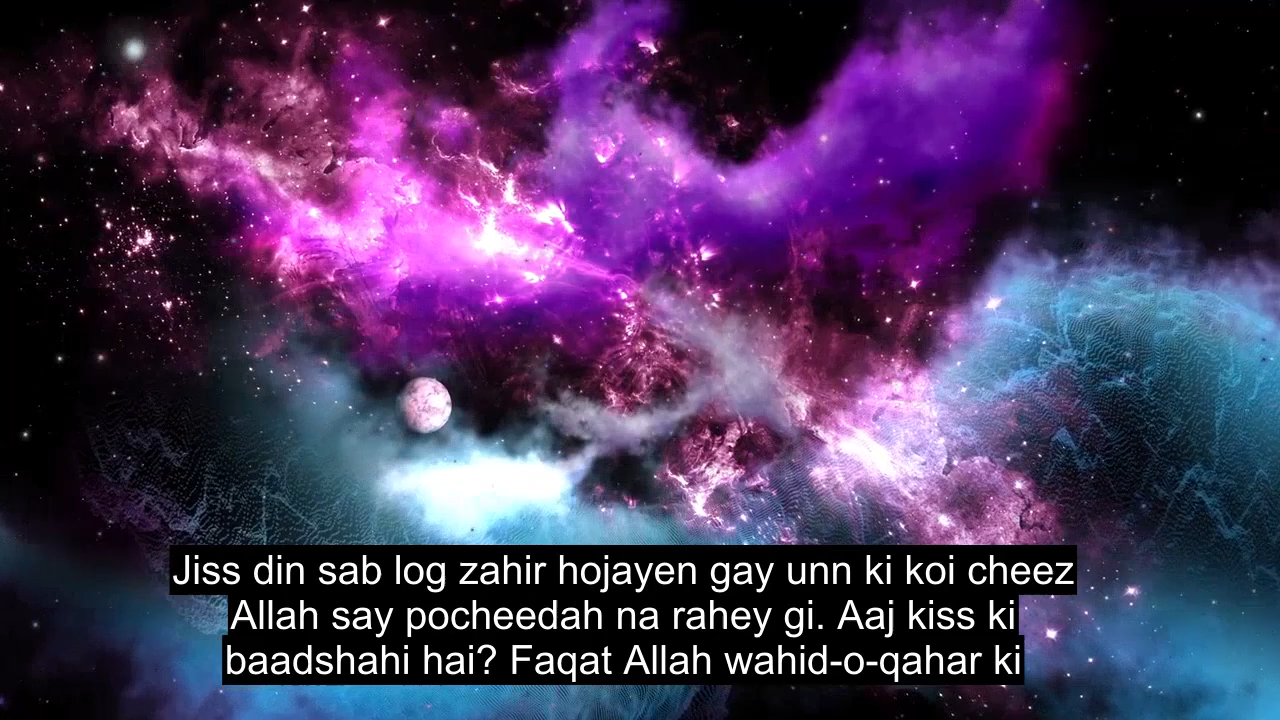 Jiss din sab log zahir hojayen gay unn ki koi cheez
Allah say pocheedah na rahey gi. Aaj kiss ki
baadshahi hai? Faqat Allah wahid-o-qahar ki